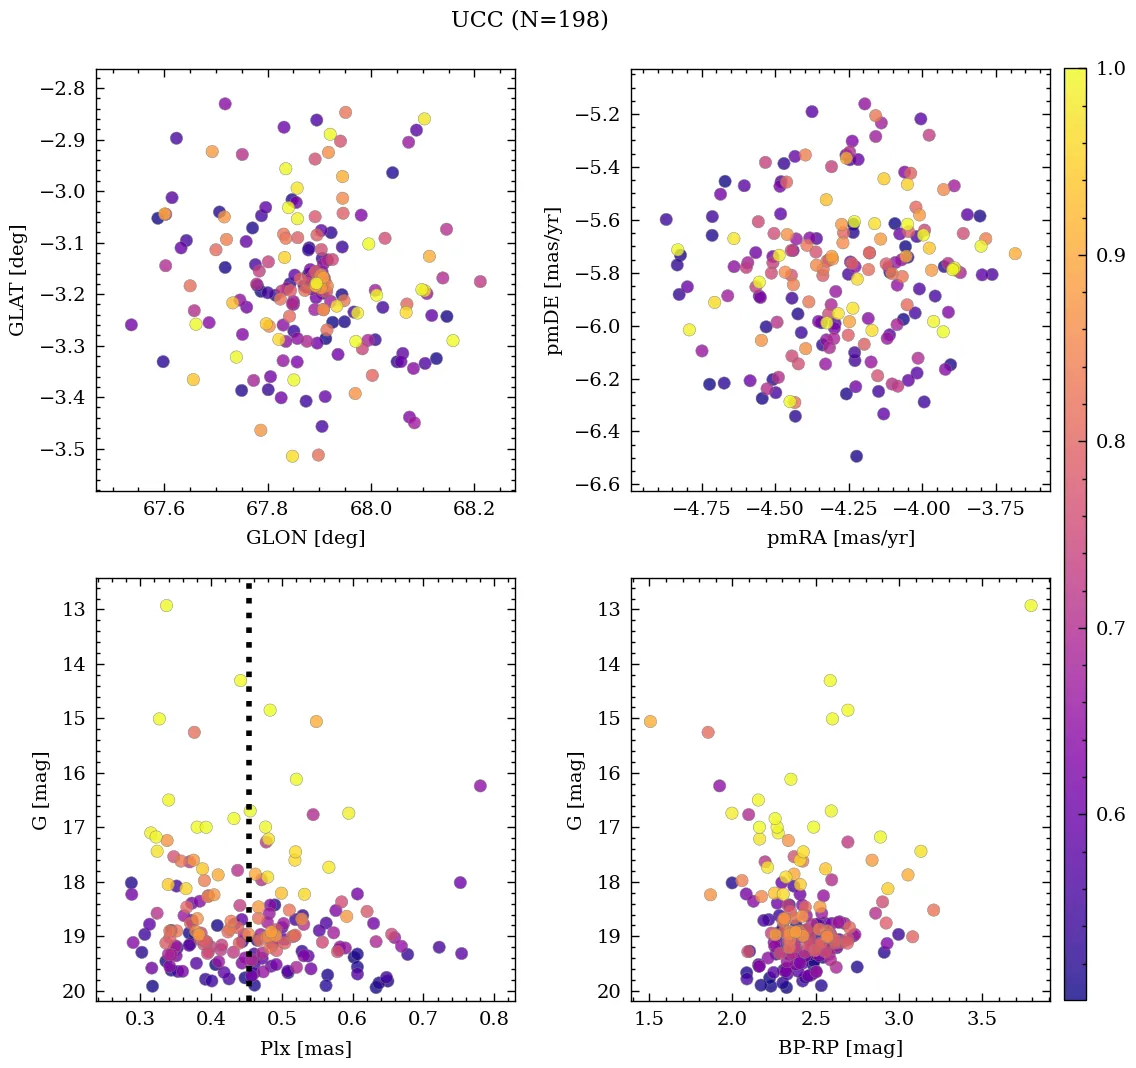 UCC (N=198)
−2.8
−2.9
−3.0
−3.1
−3.2
−3.3
−3.4
−3.5
GLAT [deg]
67.6 67.8 68.0 68.2
GLON [deg]
−5.2
−5.4
−5.6
−5.8
−6.0
−6.2
−6.4
−6.6
pmDE [mas/yr]
−4.75 −4.50 −4.25 −4.00 −3.75
pmRA [mas/yr]
13
14
15
16
17
18
19
20
G [mag]
0.3 0.4 0.5 0.6 0.7 0.8
Plx [mas]
13
14
15
16
17
18
19
20
G [mag]
1.5 2.0 2.5 3.0 3.5
BP-RP [mag]
1.0
0.9
0.8
0.7
0.6